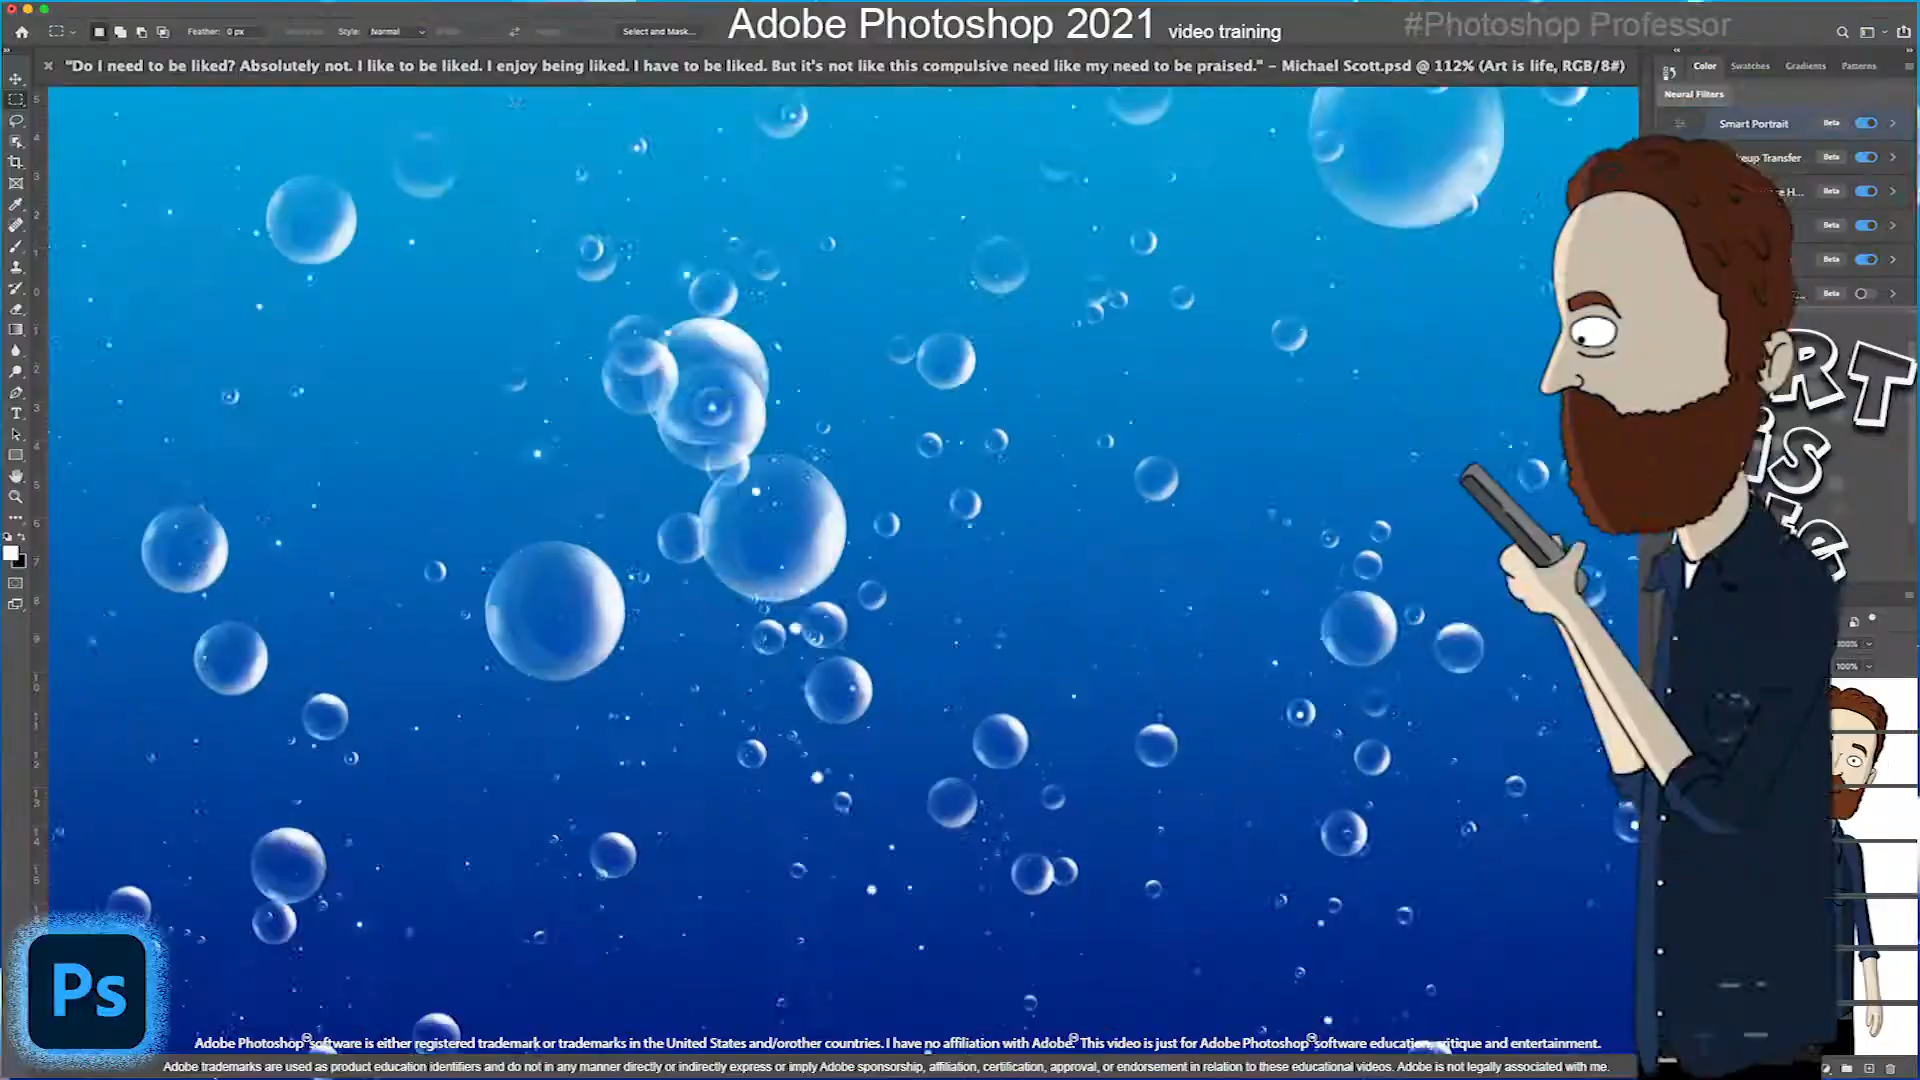 Adobe Photoshop 2021 video training
#Photoshop Professor
Feather: 0 px
Style: Normal
Select and Mask...
"Do I need to be liked? Absolutely not. I like to be liked. I enjoy being liked. I have to be liked. But it's not like this compulsive need like my need to be praised." – Michael Scott.psd @ 112% (Art is life, RGB/8#)
Color Swatches Gradients Patterns
Neural Filters
Smart Portrait Beta
eup Transfer Beta
e H... Beta
Beta
Beta
Beta
RT
is
100%
Ps
Adobe Photoshop® software is either registered trademark or trademarks in the United States and/orother countries. I have no affiliation with Adobe.® This video is just for Adobe Photoshop® software education, critique and entertainment.
Adobe trademarks are used as product education identifiers and do not in any manner directly or indirectly express or imply Adobe sponsorship, affiliation, certification, approval, or endorsement in relation to these educational videos. Adobe is not legally associated with me.